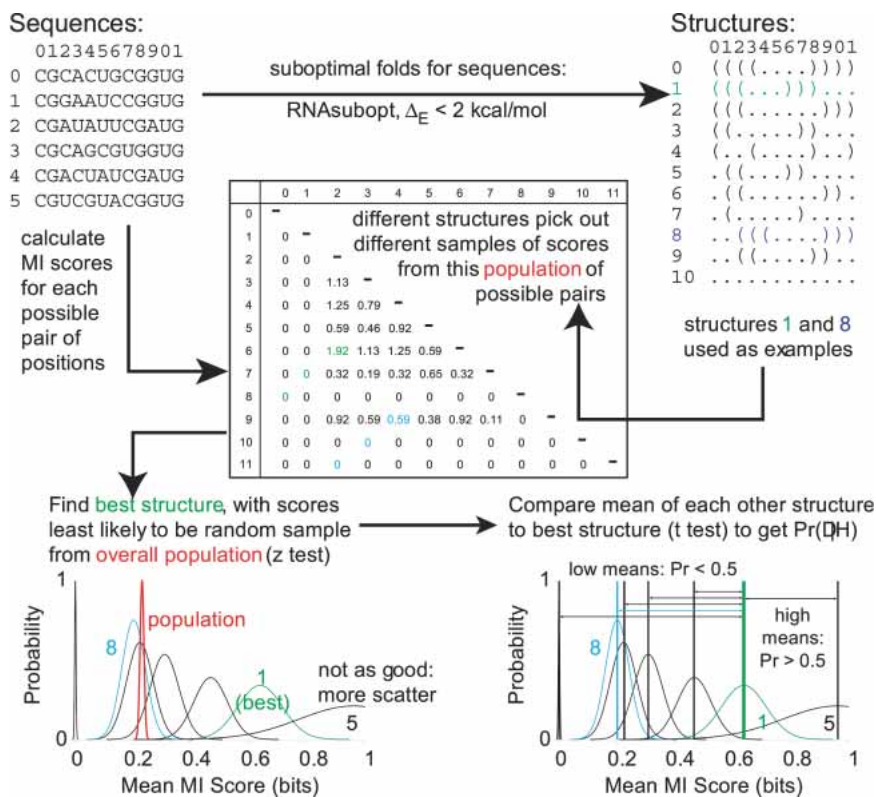 Sequences:
012345678901
0 CGCACUGCGGUG
1 CGGAAUCCGGUG
2 CGAUAUUCGAUG
3 CGCAGCGUGGUG
4 CGACUAUCGAUG
5 CGUCGUACGGUG
suboptimal folds for sequences:
RNAsubopt, ΔE < 2 kcal/mol
Structures:
012345678901
0 ((((....))))
1 (((...)))...
2 (((......)))
3 ((.....))...
4 (..(....)..)
5 .((...))....
6 .((......)).
7 .(.....)....
8 ..(((....)))
9 ..((....))..
10 ............
calculate
MI scores
for each
possible
pair of
positions
0 1 2 3 4 5 6 7 8 9 10 11
0 -
1 0 -
2 0 0 -
3 0 0 1.13 -
4 0 0 1.25 0.79 -
5 0 0 0.59 0.46 0.92 -
6 0 0 1.92 1.13 1.25 0.59 -
7 0 0 0.32 0.19 0.32 0.65 0.32 -
8 0 0 0 0 0 0 0 0 -
9 0 0 0.92 0.59 0.59 0.38 0.92 0.11 0 -
10 0 0 0 0 0 0 0 0 0 0 -
11 0 0 0 0 0 0 0 0 0 0 0 -
different structures pick out
different samples of scores
from this population of
possible pairs
structures 1 and 8
used as examples
Find best structure, with scores
least likely to be random sample
from overall population (z test)
Compare mean of each other structure
to best structure (t test) to get Pr(D|H)
1
Probability
0
population
8
1
(best)
not as good:
more scatter
5
0 0.2 0.4 0.6 0.8 1
Mean MI Score (bits)
low means: Pr < 0.5
1
Probability
0
8
high
means:
Pr > 0.5
1
5
0 0.2 0.4 0.6 0.8 1
Mean MI Score (bits)